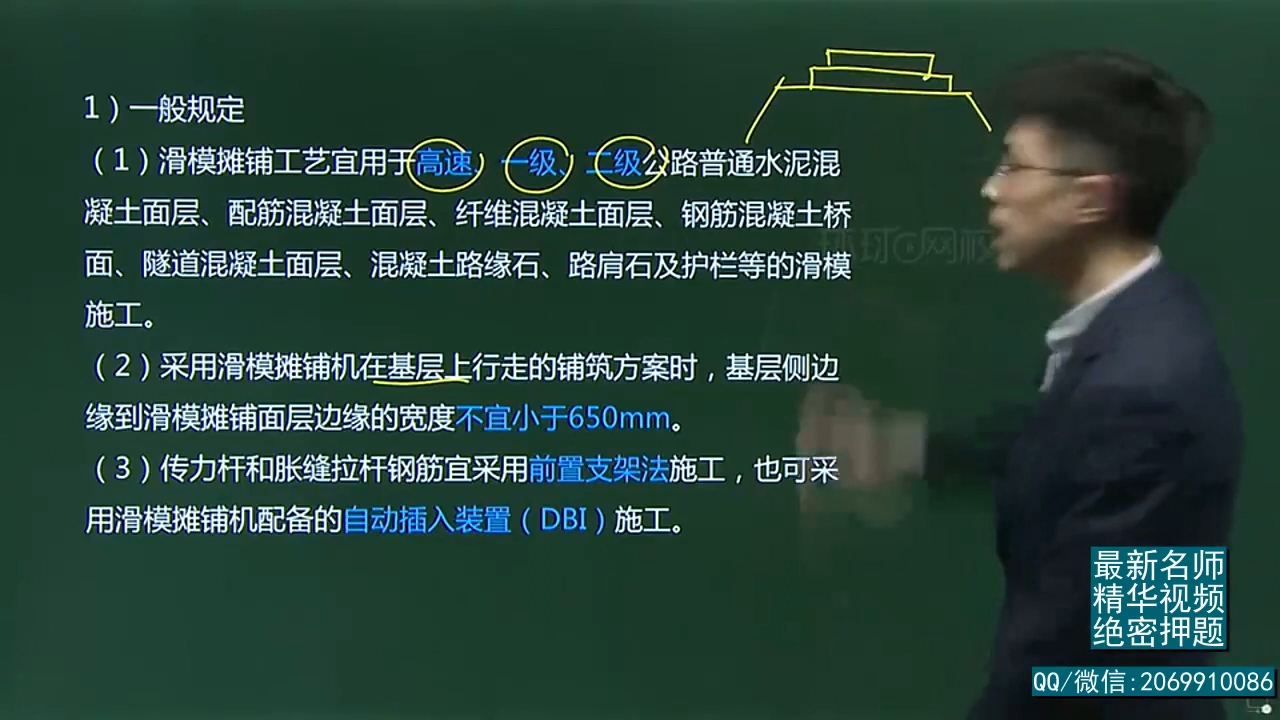 1）一般规定
（1）滑模摊铺工艺宜用于高速、一级、二级公路普通水泥混
凝土面层、配筋混凝土面层、纤维混凝土面层、钢筋混凝土桥
面、隧道混凝土面层、混凝土路缘石、路肩石及护栏等的滑模
施工。
（2）采用滑模摊铺机在基层上行走的铺筑方案时，基层侧边
缘到滑模摊铺面层边缘的宽度不宜小于650mm。
（3）传力杆和胀缝拉杆钢筋宜采用前置支架法施工，也可采
用滑模摊铺机配备的自动插入装置（DBI）施工。
环球网校
最新名师
精华视频
绝密押题
QQ/微信:2069910086